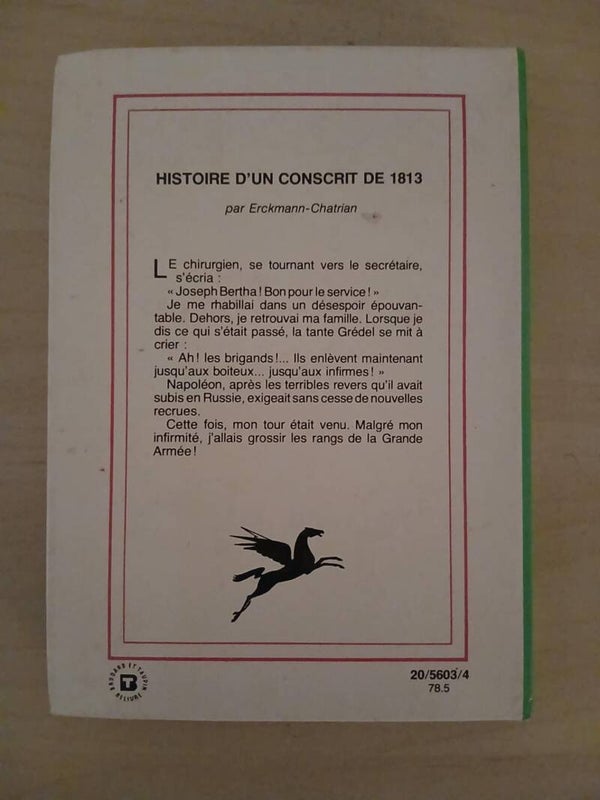 HISTOIRE D'UN CONSCRIT DE 1813
par Erckmann-Chatrian
LE chirurgien, se tournant vers le secrétaire,
s'écria :
« Joseph Bertha! Bon pour le service! »
Je me rhabillai dans un désespoir épouvan-
table. Dehors, je retrouvai ma famille. Lorsque je
dis ce qui s'était passé, la tante Grédel se mit à
crier :
« Ah! les brigands!... Ils enlèvent maintenant
jusqu'aux boiteux... jusqu'aux infirmes! »
Napoléon, après les terribles revers qu'il avait
subis en Russie, exigeait sans cesse de nouvelles
recrues.
Cette fois, mon tour était venu. Malgré mon
infirmité, j'allais grossir les rangs de la Grande
Armée!
BRODARD ET TAUPIN
BT
RELIURE
20/5603/4
78.5